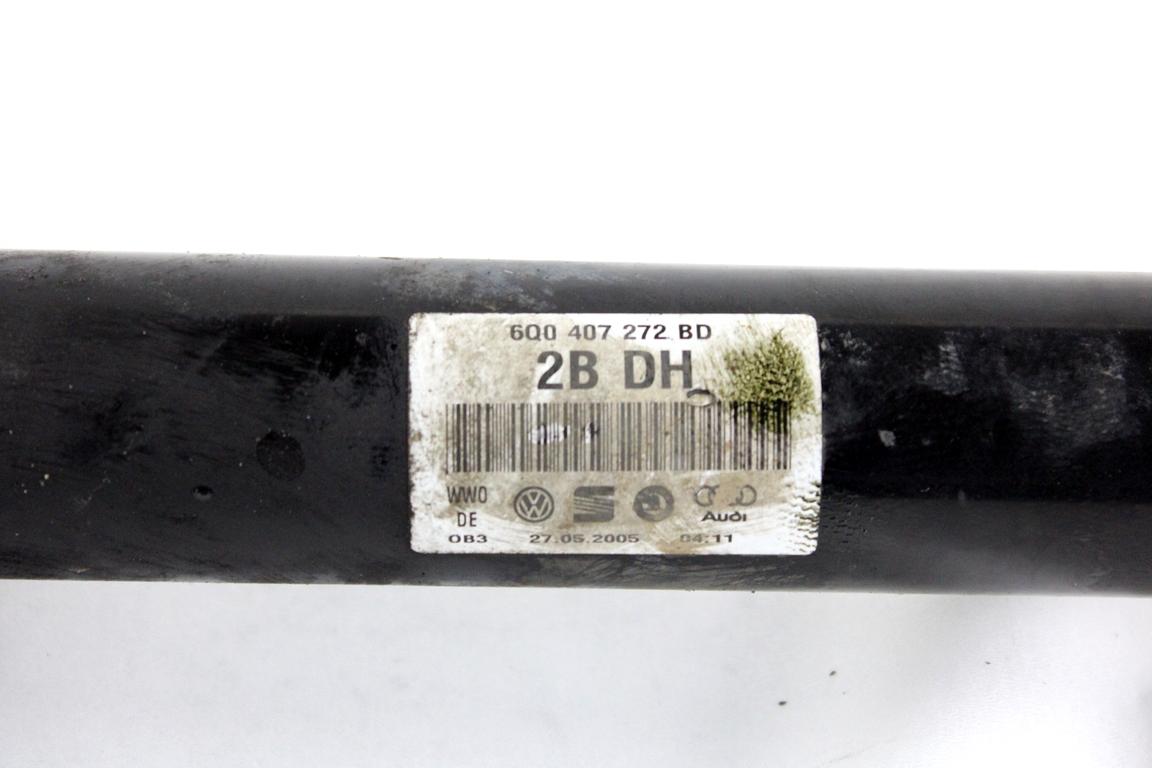 6Q0 407 272 BD
2B DH
WWO
DE
Audi
OB3 27.05.2005 04:11